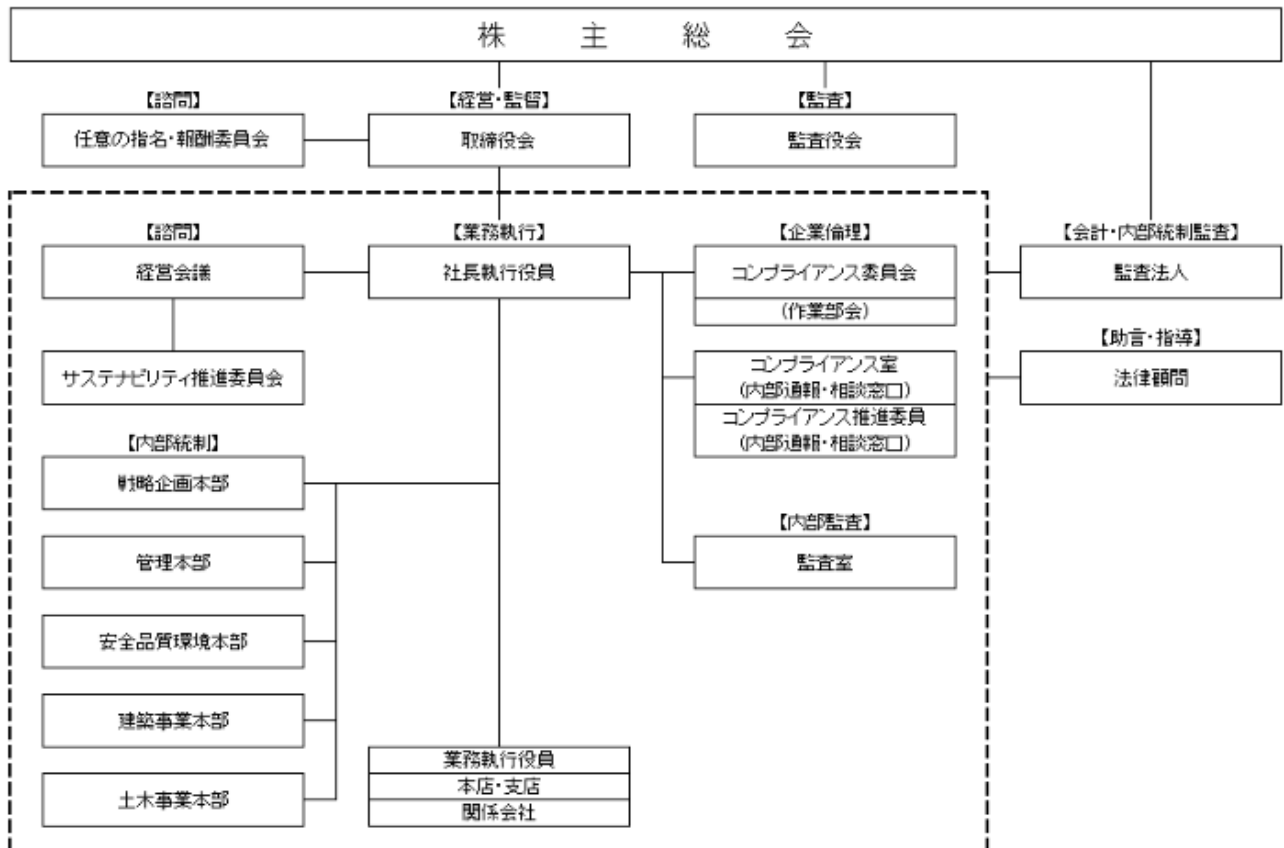 株主総会
【諮問】
任意の指名・報酬委員会
【経営・監督】
取締役会
【監査】
監査役会
【諮問】
経営会議
サステナビリティ推進委員会
【業務執行】
社長執行役員
【企業倫理】
コンプライアンス委員会
(作業部会)
コンプライアンス室
(内部通報・相談窓口)
コンプライアンス推進委員
(内部通報・相談窓口)
【内部監査】
監査室
【会計・内部統制監査】
監査法人
【助言・指導】
法律顧問
【内部統制】
戦略企画本部
管理本部
安全品質環境本部
建築事業本部
土木事業本部
業務執行役員
本店・支店
関係会社